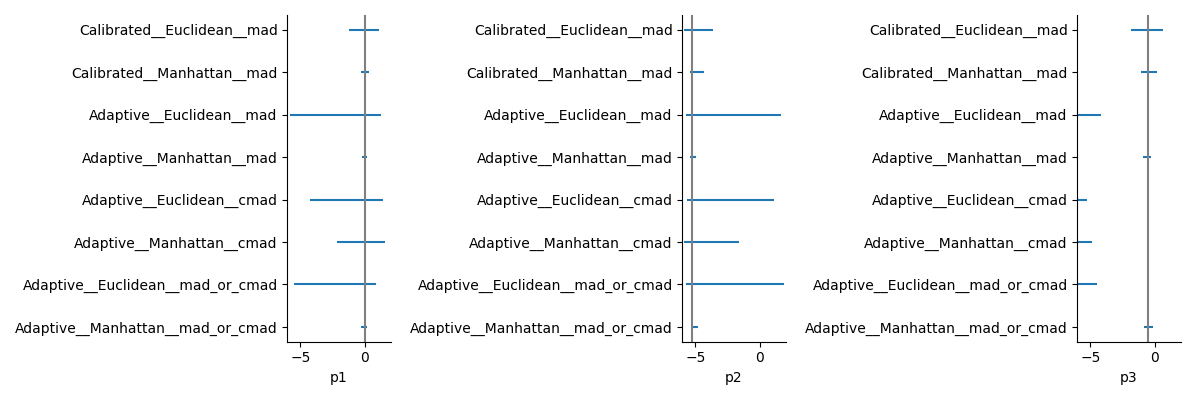 Calibrated__Euclidean__mad
Calibrated__Manhattan__mad
Adaptive__Euclidean__mad
Adaptive__Manhattan__mad
Adaptive__Euclidean__cmad
Adaptive__Manhattan__cmad
Adaptive__Euclidean__mad_or_cmad
Adaptive__Manhattan__mad_or_cmad
−5 0
p1
Calibrated__Euclidean__mad
Calibrated__Manhattan__mad
Adaptive__Euclidean__mad
Adaptive__Manhattan__mad
Adaptive__Euclidean__cmad
Adaptive__Manhattan__cmad
Adaptive__Euclidean__mad_or_cmad
Adaptive__Manhattan__mad_or_cmad
−5 0
p2
Calibrated__Euclidean__mad
Calibrated__Manhattan__mad
Adaptive__Euclidean__mad
Adaptive__Manhattan__mad
Adaptive__Euclidean__cmad
Adaptive__Manhattan__cmad
Adaptive__Euclidean__mad_or_cmad
Adaptive__Manhattan__mad_or_cmad
−5 0
p3